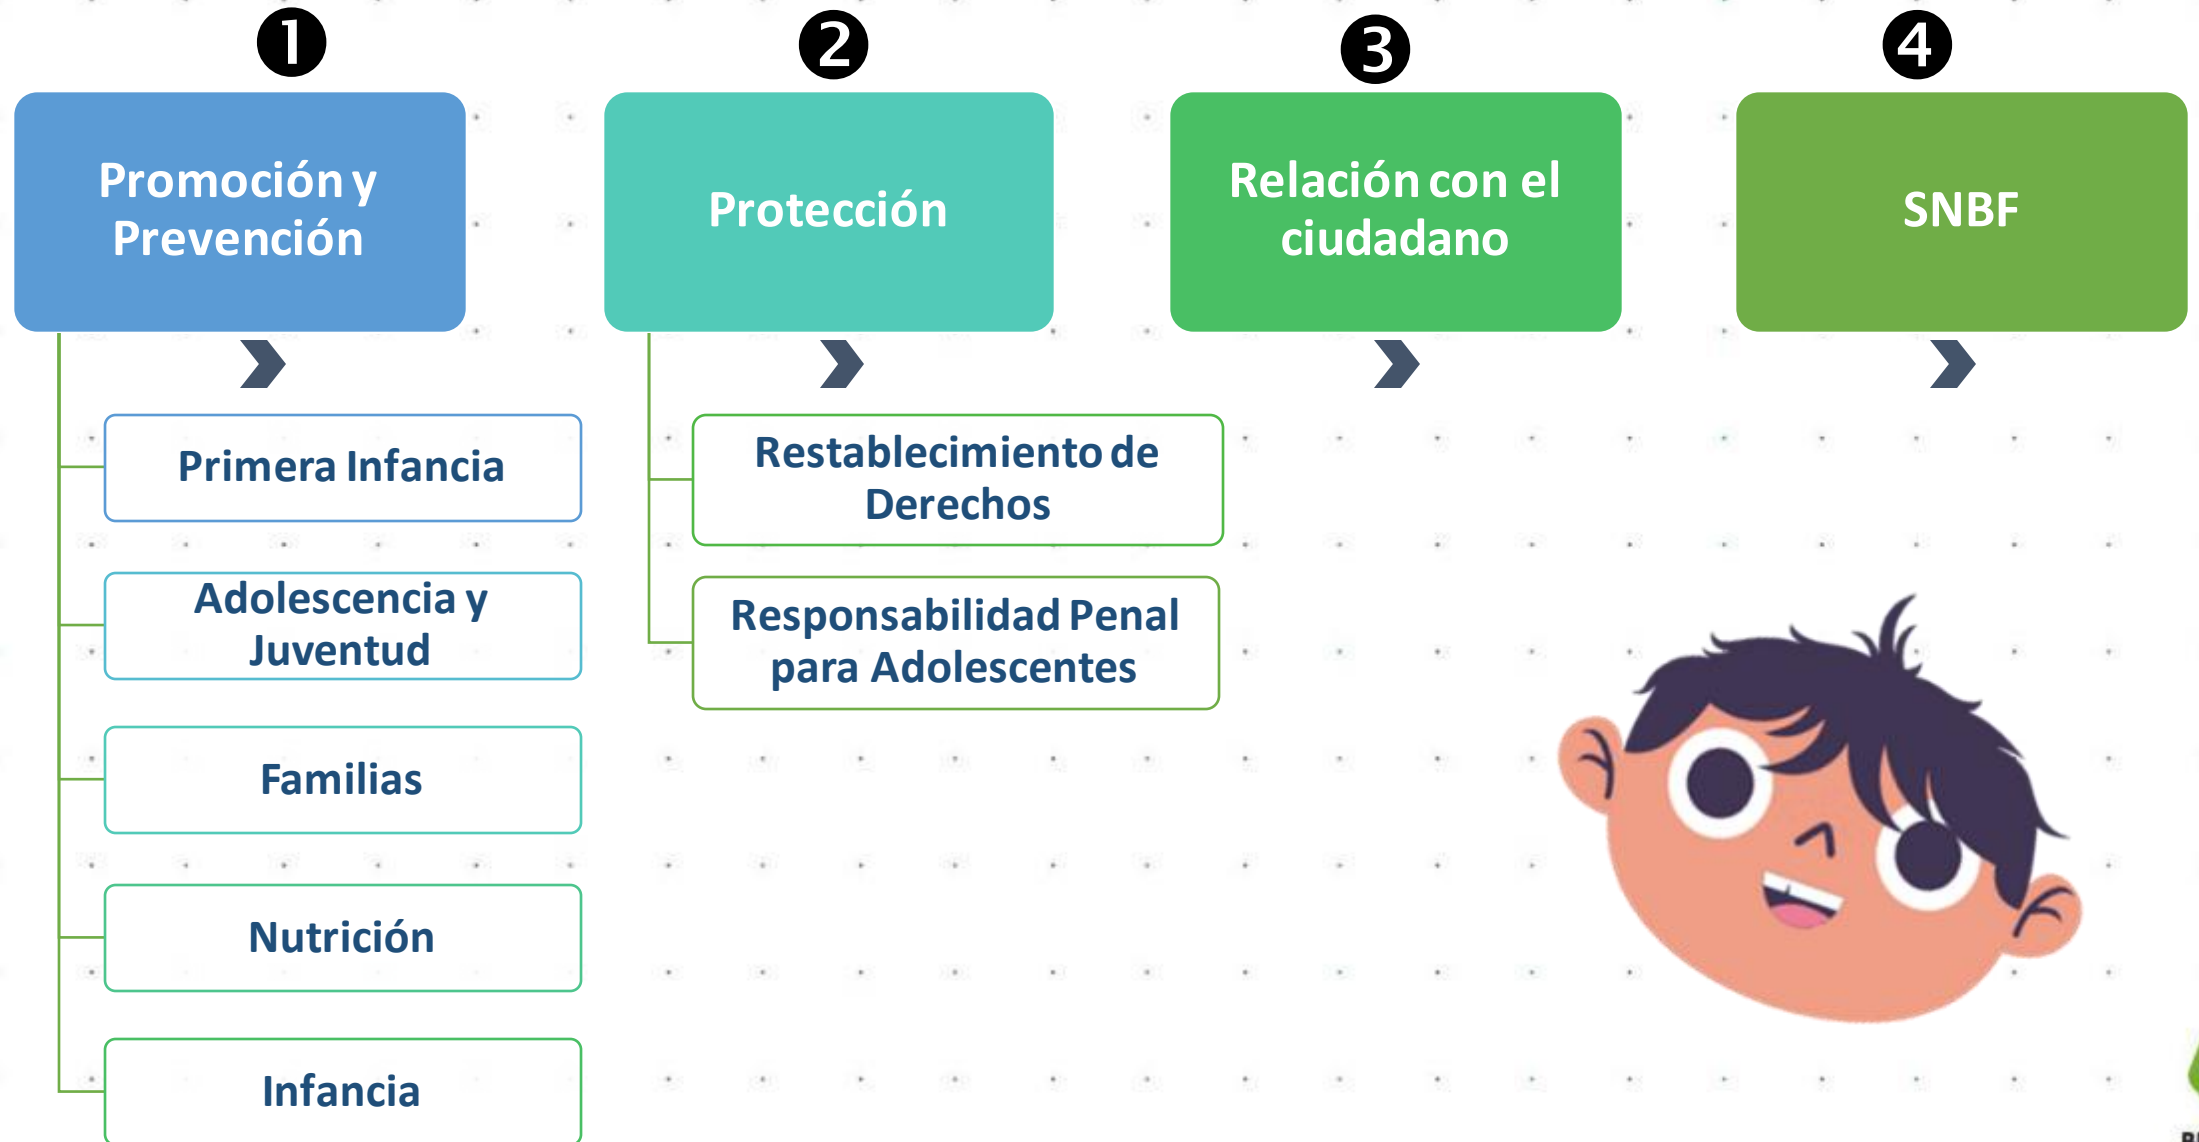 ❶
❷
❸
❹
Promoción y
Prevención
Protección
Relación con el
ciudadano
SNBF
Primera Infancia
Adolescencia y
Juventud
Familias
Nutrición
Infancia
Restablecimiento de
Derechos
Responsabilidad Penal
para Adolescentes